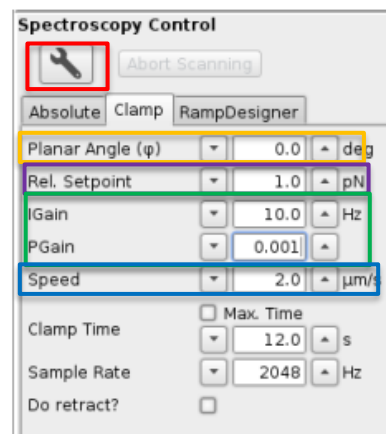 Spectroscopy Control
Abort Scanning
Absolute Clamp RampDesigner
Planar Angle (φ) 0.0 deg
Rel. Setpoint 1.0 pN
IGain 10.0 Hz
PGain 0.001
Speed 2.0 µm/s
Max. Time
Clamp Time 12.0 s
Sample Rate 2048 Hz
Do retract?